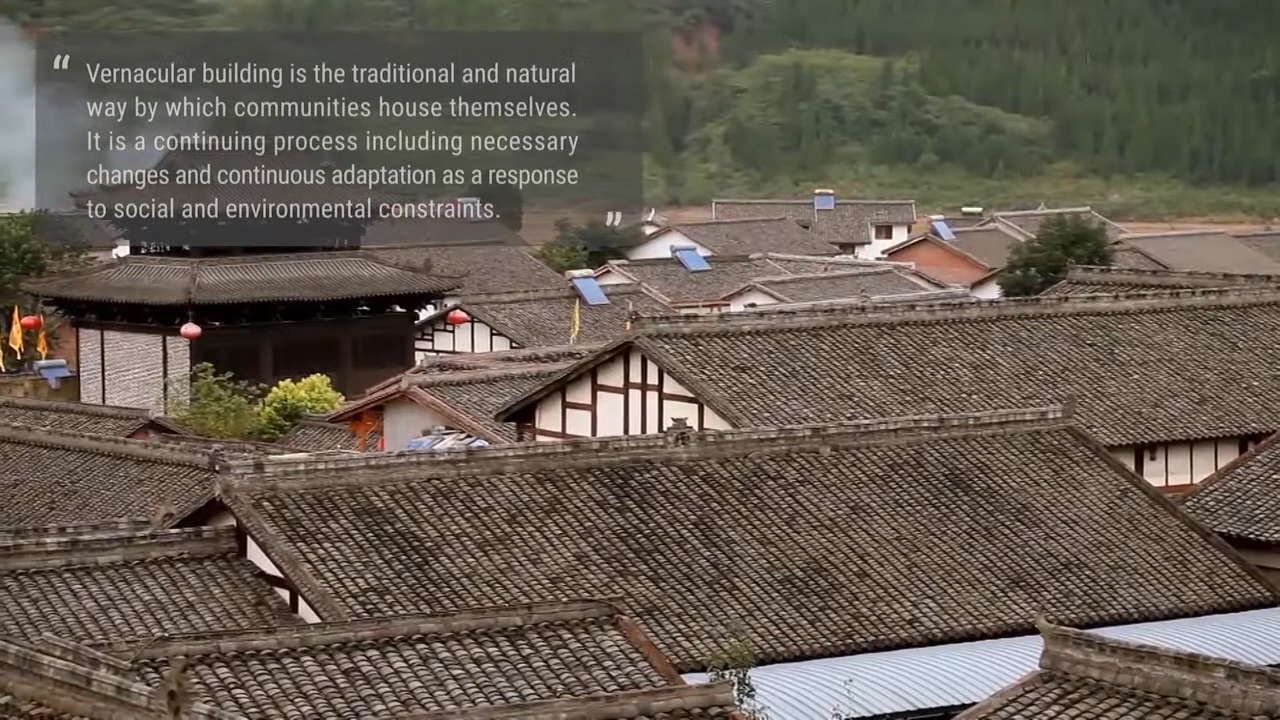 “ Vernacular building is the traditional and natural
way by which communities house themselves.
It is a continuing process including necessary
changes and continuous adaptation as a response
to social and environmental constraints. ”